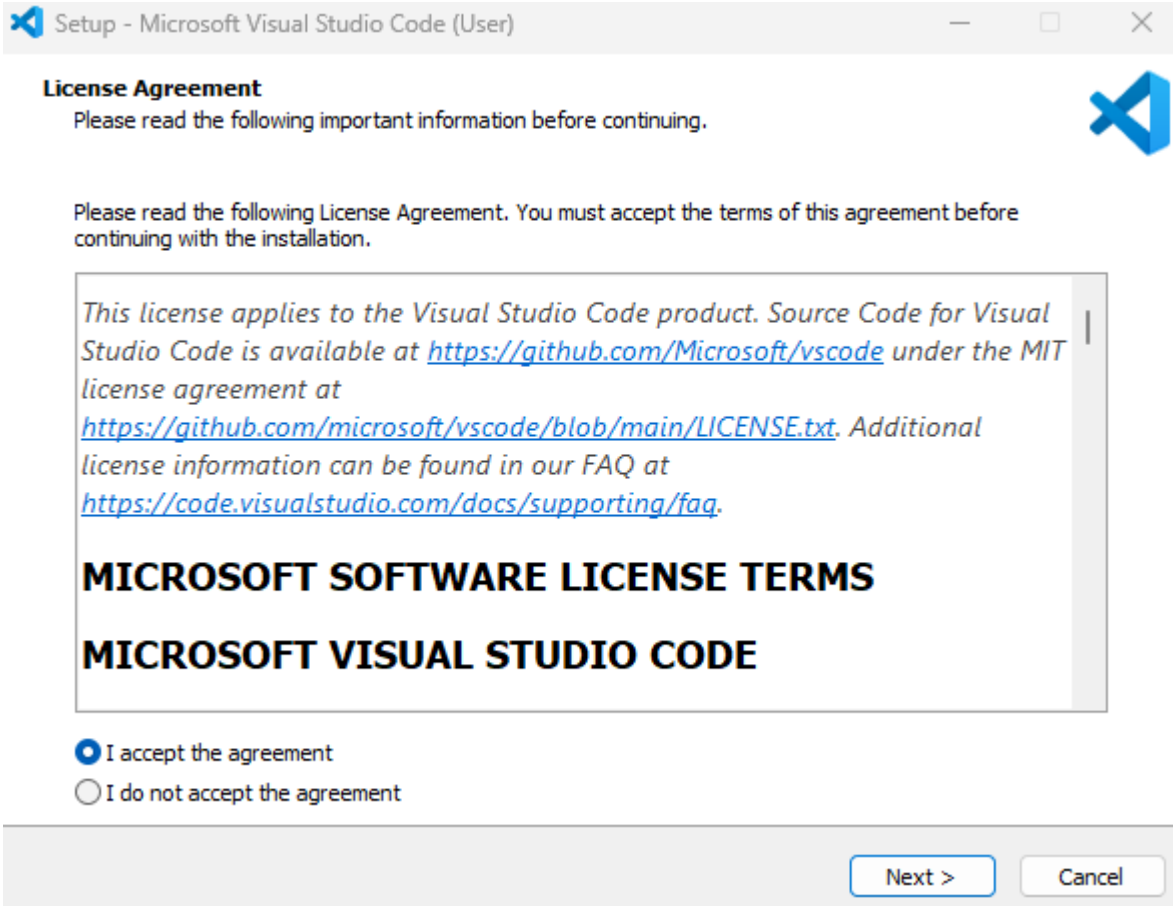 Setup - Microsoft Visual Studio Code (User)
License Agreement
Please read the following important information before continuing.
Please read the following License Agreement. You must accept the terms of this agreement before
continuing with the installation.
This license applies to the Visual Studio Code product. Source Code for Visual
Studio Code is available at https://github.com/Microsoft/vscode under the MIT
license agreement at
https://github.com/microsoft/vscode/blob/main/LICENSE.txt. Additional
license information can be found in our FAQ at
https://code.visualstudio.com/docs/supporting/faq.
MICROSOFT SOFTWARE LICENSE TERMS
MICROSOFT VISUAL STUDIO CODE
I accept the agreement
I do not accept the agreement
Next >
Cancel